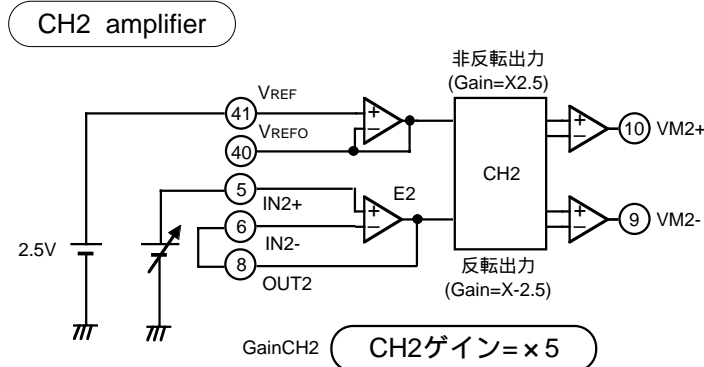 CH2 amplifier
非反転出力
(Gain=X2.5)
VREF
41
VREFO
40
10 VM2+
CH2
5
IN2+
E2
6
IN2-
8
OUT2
9 VM2-
2.5V
反転出力
(Gain=X-2.5)
GainCH2
CH2ゲイン=×5
+
−
+
−
+
−
+
−